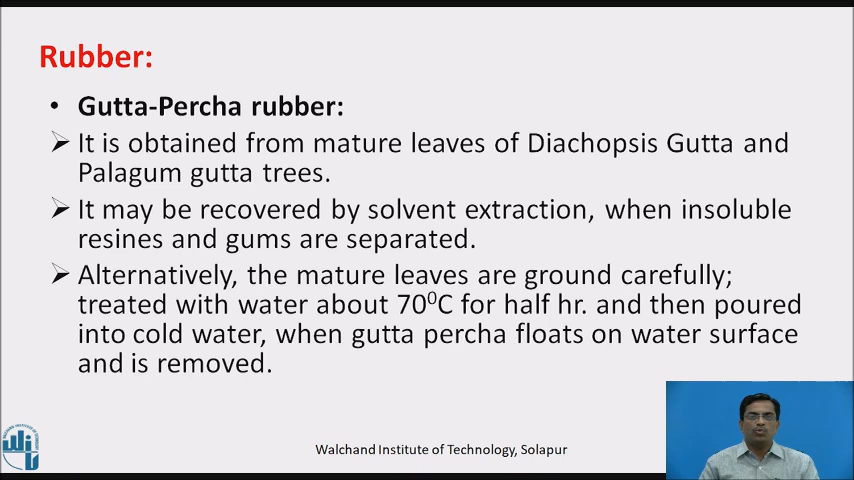 Rubber:
• Gutta-Percha rubber:
➢ It is obtained from mature leaves of Diachopsis Gutta and
Palagum gutta trees.
➢ It may be recovered by solvent extraction, when insoluble
resines and gums are separated.
➢ Alternatively, the mature leaves are ground carefully;
treated with water about 70⁰C for half hr. and then poured
into cold water, when gutta percha floats on water surface
and is removed.
Walchand Institute of Technology, Solapur